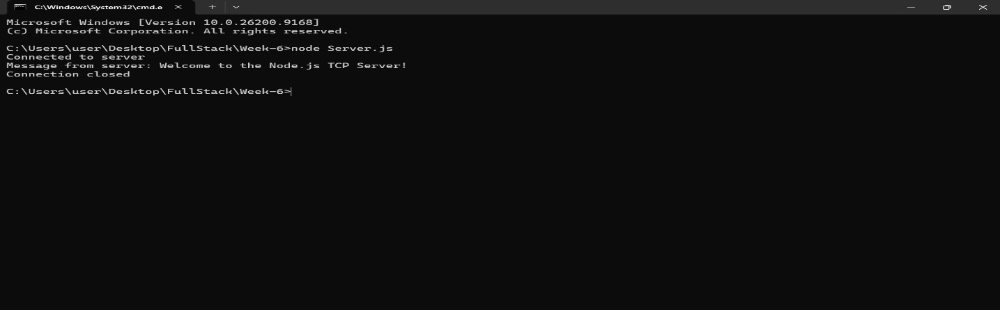 C:\Windows\System32\cmd.e
Microsoft Windows [Version 10.0.26200.9168]
(c) Microsoft Corporation. All rights reserved.
C:\Users\user\Desktop\FullStack\Week-6>node Server.js
Connected to server
Message from server: Welcome to the Node.js TCP Server!
Connection closed
C:\Users\user\Desktop\FullStack\Week-6>